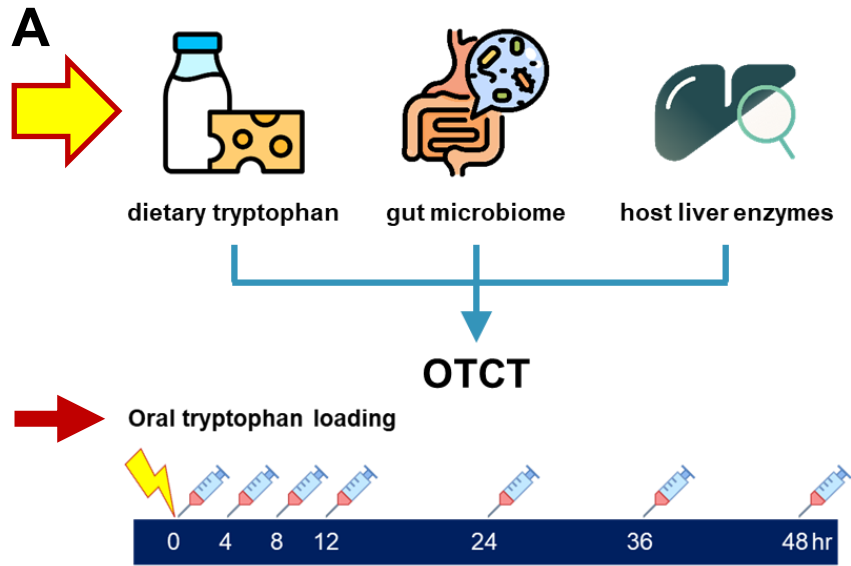 A
dietary tryptophan gut microbiome host liver enzymes
OTCT
Oral tryptophan loading
0 4 8 12 24 36 48 hr